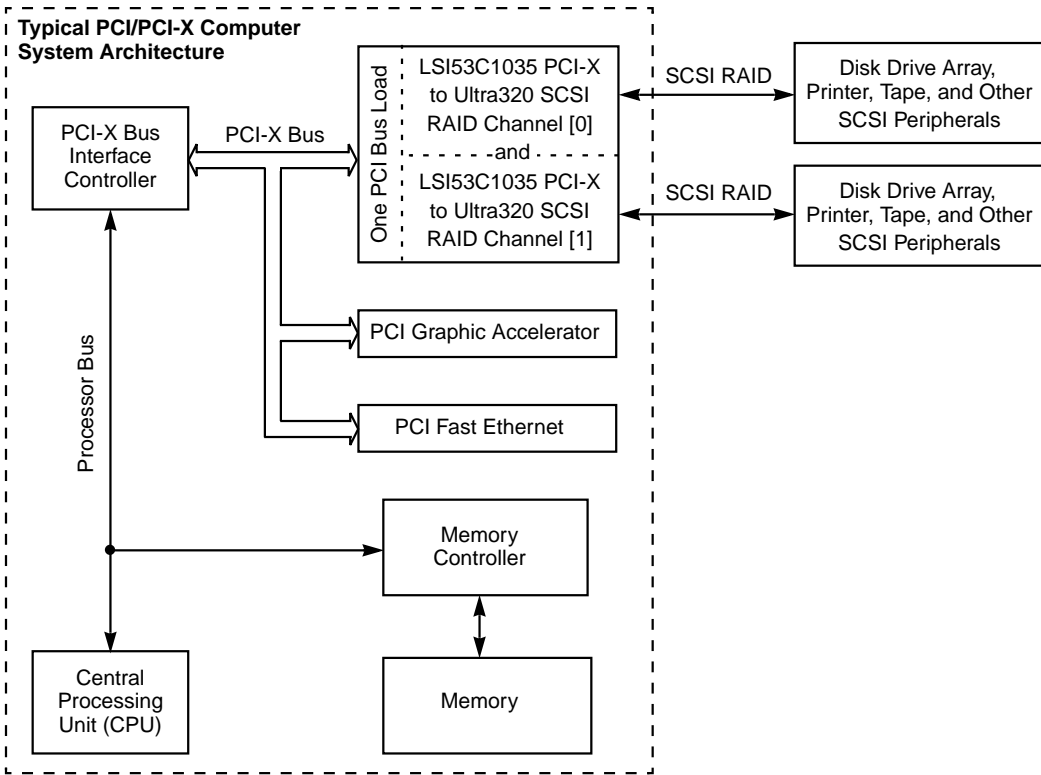 Typical PCI/PCI-X Computer
System Architecture
PCI-X Bus
Interface
Controller
PCI-X Bus
One PCI Bus Load
LSI53C1035 PCI-X
to Ultra320 SCSI
RAID Channel [0]
and
LSI53C1035 PCI-X
to Ultra320 SCSI
RAID Channel [1]
SCSI RAID
Disk Drive Array,
Printer, Tape, and Other
SCSI Peripherals
SCSI RAID
Disk Drive Array,
Printer, Tape, and Other
SCSI Peripherals
PCI Graphic Accelerator
PCI Fast Ethernet
Processor Bus
Memory
Controller
Central
Processing
Unit (CPU)
Memory